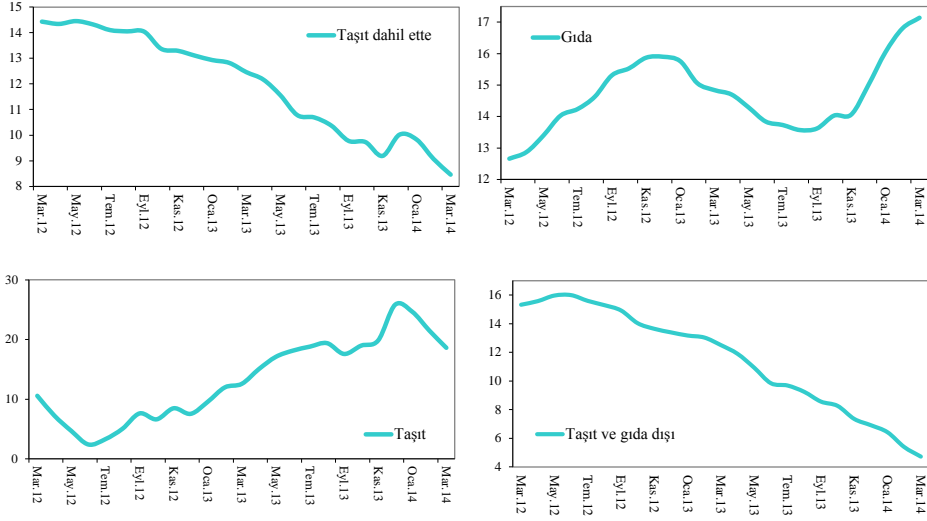 15
14
13
12
11
10
9
8
Taşıt dahil ette
Mar.12
May.12
Tem.12
Eyl.12
Kas.12
Oca.13
Mar.13
May.13
Tem.13
Eyl.13
Kas.13
Oca.14
Mar.14
17
16
15
14
13
12
Gıda
Mar.12
May.12
Tem.12
Eyl.12
Kas.12
Oca.13
Mar.13
May.13
Tem.13
Eyl.13
Kas.13
Oca.14
Mar.14
30
20
10
0
Taşıt
Mar.12
May.12
Tem.12
Eyl.12
Kas.12
Oca.13
Mar.13
May.13
Tem.13
Eyl.13
Kas.13
Oca.14
Mar.14
16
14
12
10
8
6
4
Taşıt ve gıda dışı
Mar.12
May.12
Tem.12
Eyl.12
Kas.12
Oca.13
Mar.13
May.13
Tem.13
Eyl.13
Kas.13
Oca.14
Mar.14